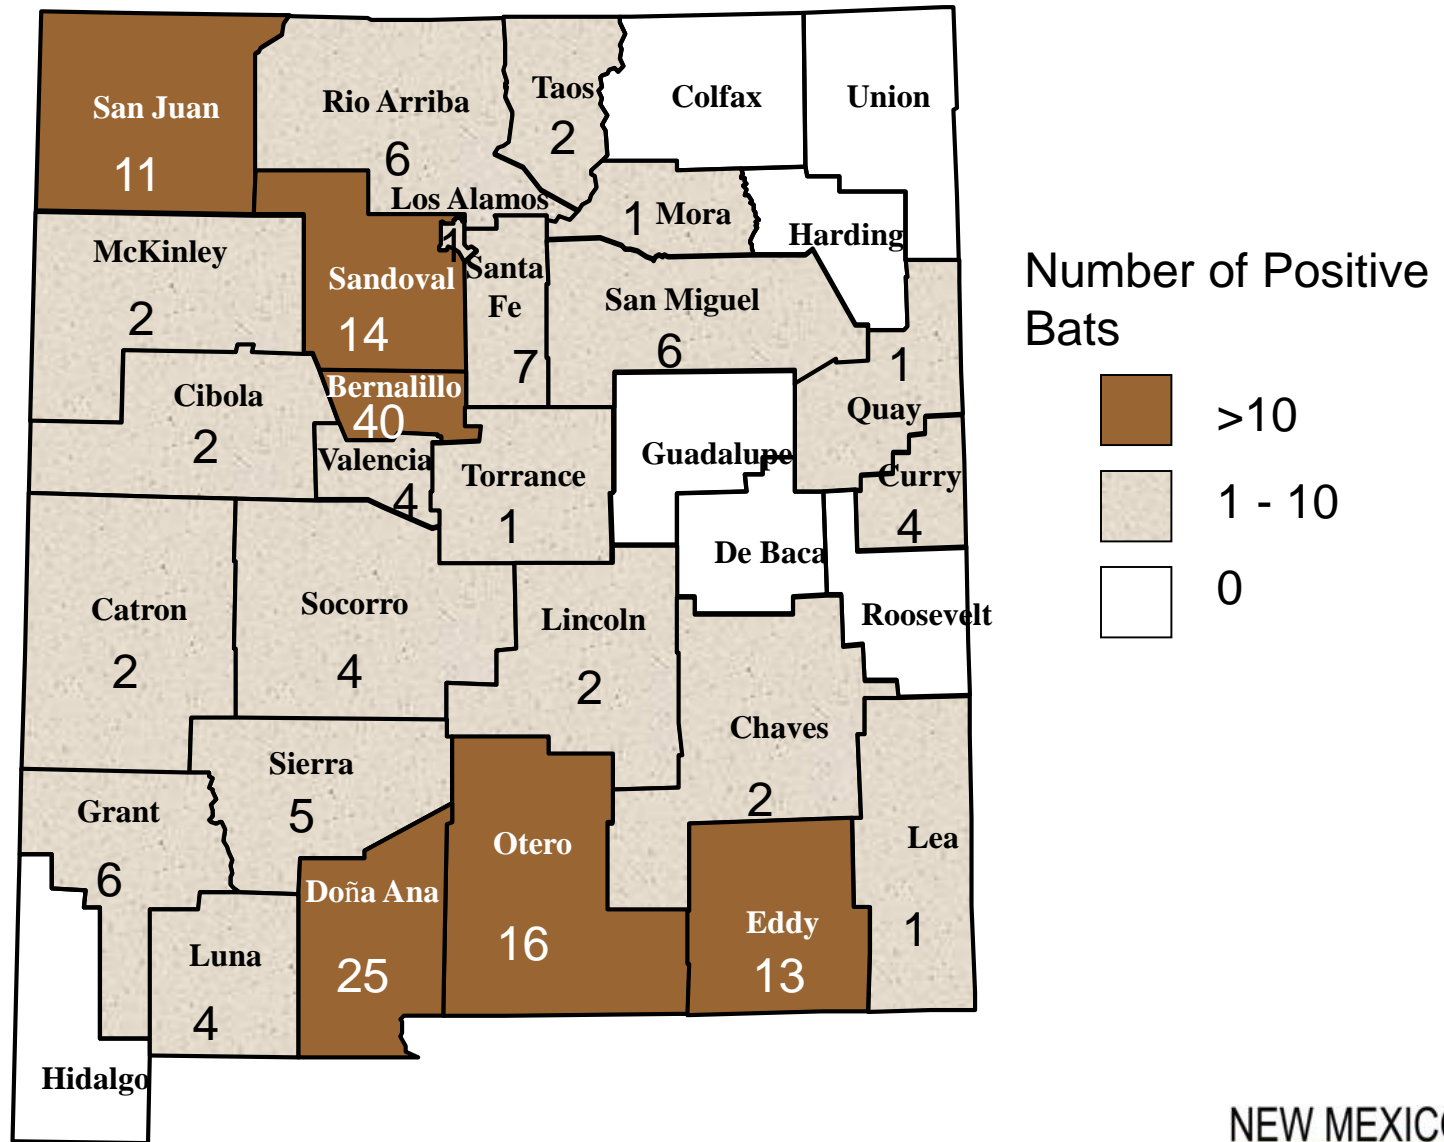 San Juan
11
Rio Arriba
6
Taos
2
Colfax
Union
Los Alamos
1
Mora
1
Harding
McKinley
2
Sandoval
14
Santa
Fe
7
San Miguel
6
Number of Positive
Bats
>10
1 - 10
0
Cibola
2
Bernalillo
40
Valencia
4
Torrance
1
Guadalupe
1
Quay
Curry
4
De Baca
Roosevelt
Catron
2
Socorro
4
Lincoln
2
Chaves
2
Sierra
5
Grant
6
Otero
16
Lea
1
Doña Ana
25
Eddy
13
Luna
4
Hidalgo
NEW MEXICO